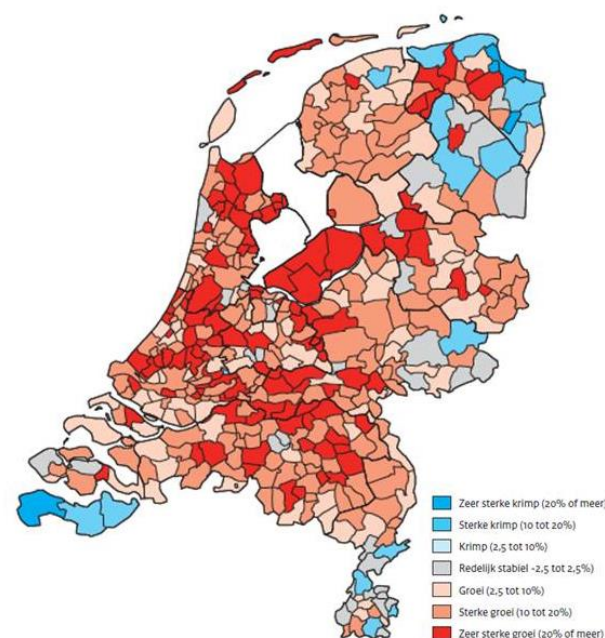 Zeer sterke krimp (20% of meer)
Sterke krimp (10 tot 20%)
Krimp (2,5 tot 10%)
Redelijk stabiel -2,5 tot 2,5%)
Groei (2,5 tot 10%)
Sterke groei (10 tot 20%)
Zeer sterke groei (20% of meer)